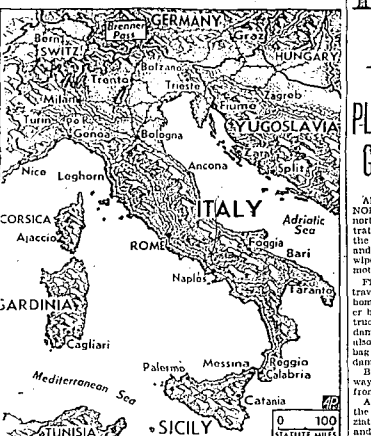 GERMANY
Brenner
Pass
Bern
SWITZ.
Graz
HUNGARY
Bolzano
Trento
Trieste
Milan
Fiume
Zagreb
Turin
Po R.
YUGOSLAVIA
Genoa
Bologna
Zara
Split
Nice
Leghorn
Ancona
ITALY
Adriatic
Sea
CORSICA
Ajaccio
ROME
Foggia
Bari
Naples
Taranto
SARDINIA
Cagliari
Mediterranean Sea
Palermo
Messina
Reggio
Calabria
Catania
SICILY
TUNISIA
AP
0 100
STATUTE MILES
PL
G
NOR
nort
trat
the
and
wipe
mot
trav
hom
er b
truc
dam
also
bag
dam
B
way
from
A
the
zint
and